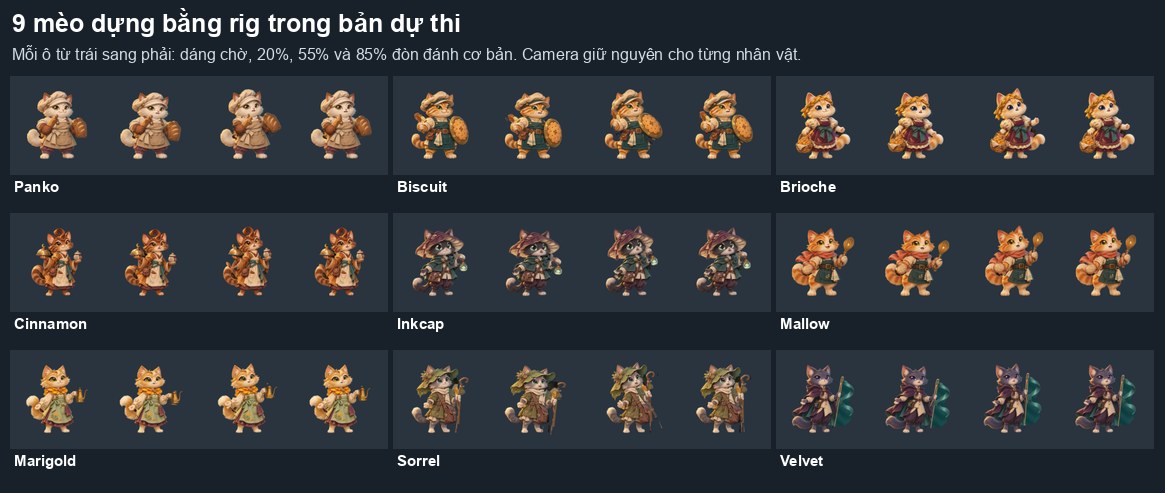 9 mèo dựng bằng rig trong bản dự thi
Mỗi ô từ trái sang phải: dáng chờ, 20%, 55% và 85% đòn đánh cơ bản. Camera giữ nguyên cho từng nhân vật.
Panko
Biscuit
Brioche
Cinnamon
Inkcap
Mallow
Marigold
Sorrel
Velvet